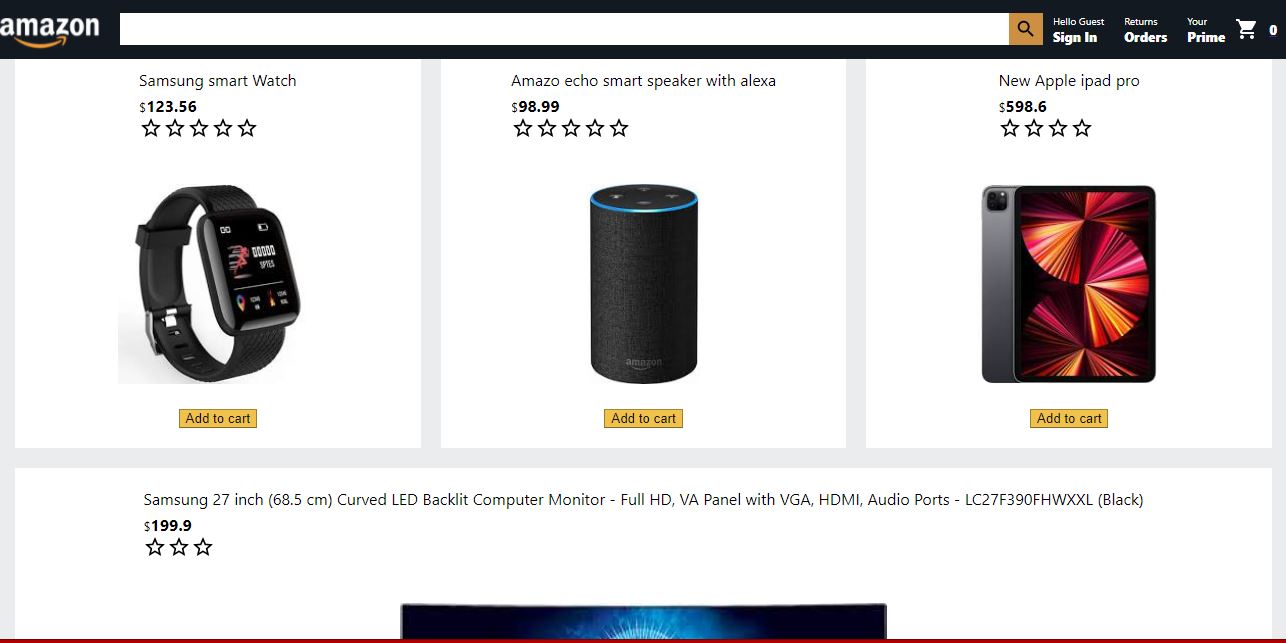 amazon
Hello Guest
Sign In
Returns
Orders
Your
Prime
0
Samsung smart Watch
$123.56
Amazo echo smart speaker with alexa
$98.99
New Apple ipad pro
$598.6
00000
amazon
Add to cart
Add to cart
Add to cart
Samsung 27 inch (68.5 cm) Curved LED Backlit Computer Monitor - Full HD, VA Panel with VGA, HDMI, Audio Ports - LC27F390FHWXXL (Black)
$199.9